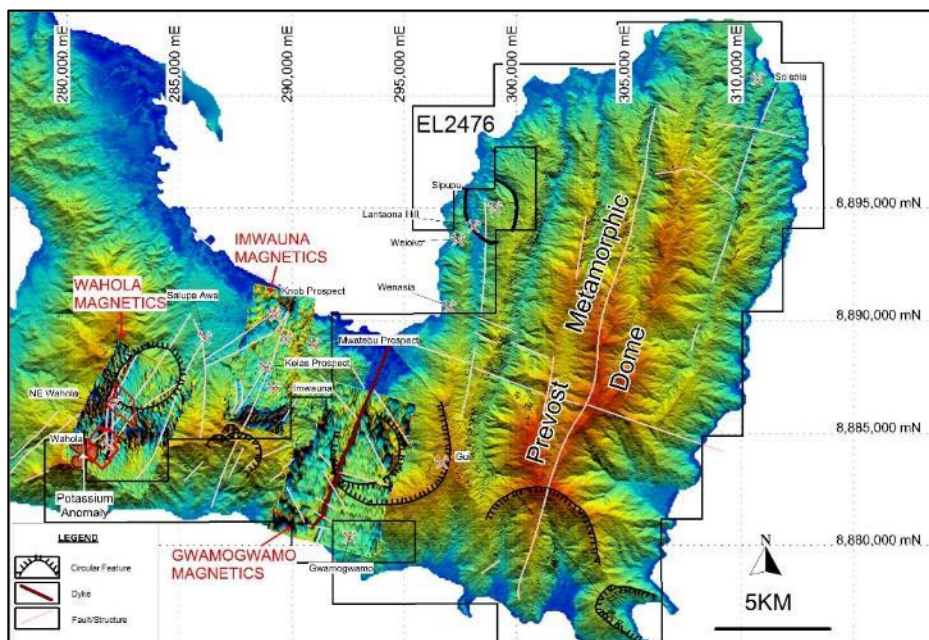 280,000 mE
285,000 mE
290,000 mE
295,000 mE
300,000 mE
305,000 mE
310,000 mE
EL2476
Sipupu
Lantaona Hill
Weioko
8,895,000 mN
IMWAUNA
MAGNETICS
Knob Prospect
Wenasia
WAHOLA
MAGNETICS
Salupa Awa
8,890,000 mN
Mwatebu Prospect
Kelas Prospect
Imwauna
NE Wahola
Wahola
Metamorphic
Prevost
Dome
8,885,000 mN
Potassium
Anomaly
8,880,000 mN
GWAMOGWAMO
MAGNETICS
Gwamogwamo
LEGEND
Circular Feature
Dyke
Fault/Structure
N
5KM